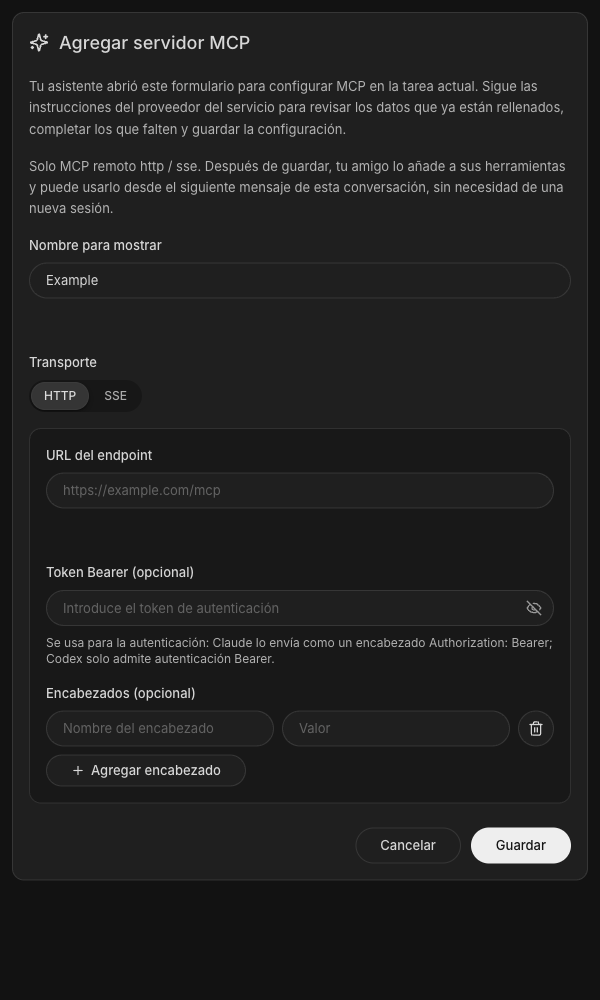 Agregar servidor MCP
Tu asistente abrió este formulario para configurar MCP en la tarea actual. Sigue las
instrucciones del proveedor del servicio para revisar los datos que ya están rellenados,
completar los que falten y guardar la configuración.
Solo MCP remoto http / sse. Después de guardar, tu amigo lo añade a sus herramientas
y puede usarlo desde el siguiente mensaje de esta conversación, sin necesidad de una
nueva sesión.
Nombre para mostrar
Example
Transporte
HTTP SSE
URL del endpoint
https://example.com/mcp
Token Bearer (opcional)
Introduce el token de autenticación
Se usa para la autenticación: Claude lo envía como un encabezado Authorization: Bearer;
Codex solo admite autenticación Bearer.
Encabezados (opcional)
Nombre del encabezado Valor
+ Agregar encabezado
Cancelar Guardar